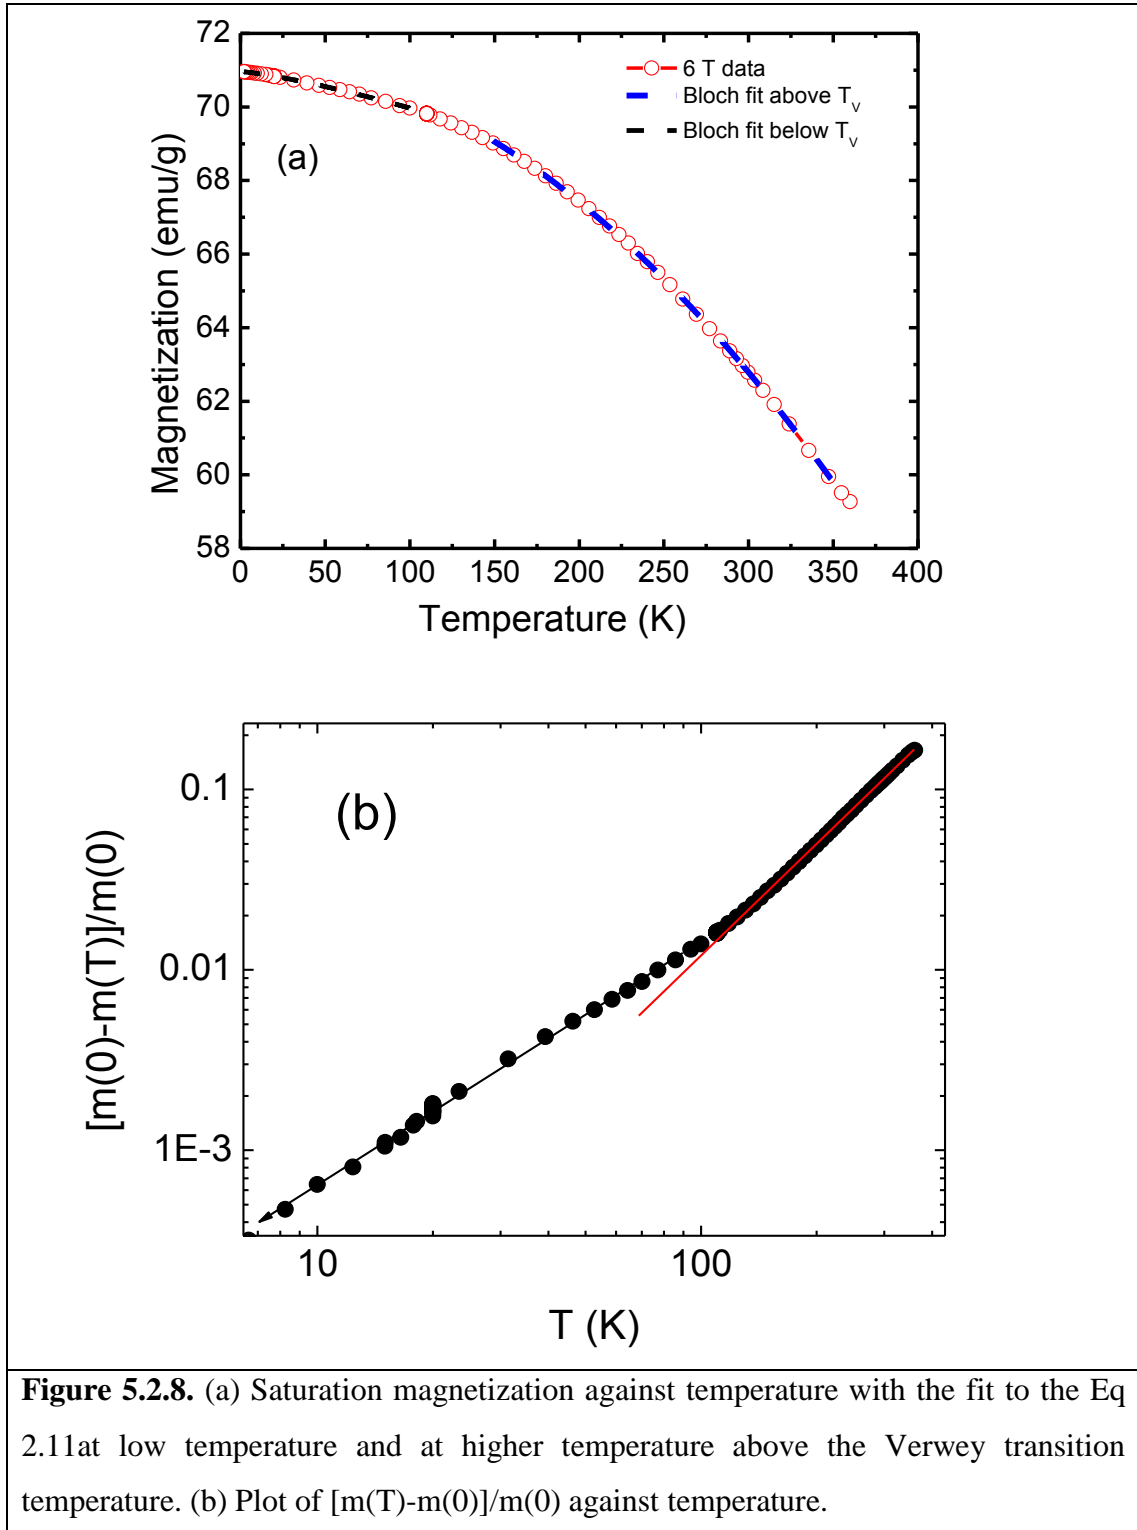 72
70
68
66
64
62
60
58
Magnetization (emu/g)
6 T data
Bloch fit above Tv
Bloch fit below Tv
(a)
0 50 100 150 200 250 300 350 400
Temperature (K)
(b)
0.1
0.01
1E-3
[m(0)-m(T)]/m(0)
10 100
T (K)
Figure 5.2.8. (a) Saturation magnetization against temperature with the fit to the Eq
2.11at low temperature and at higher temperature above the Verwey transition
temperature. (b) Plot of [m(T)-m(0)]/m(0) against temperature.